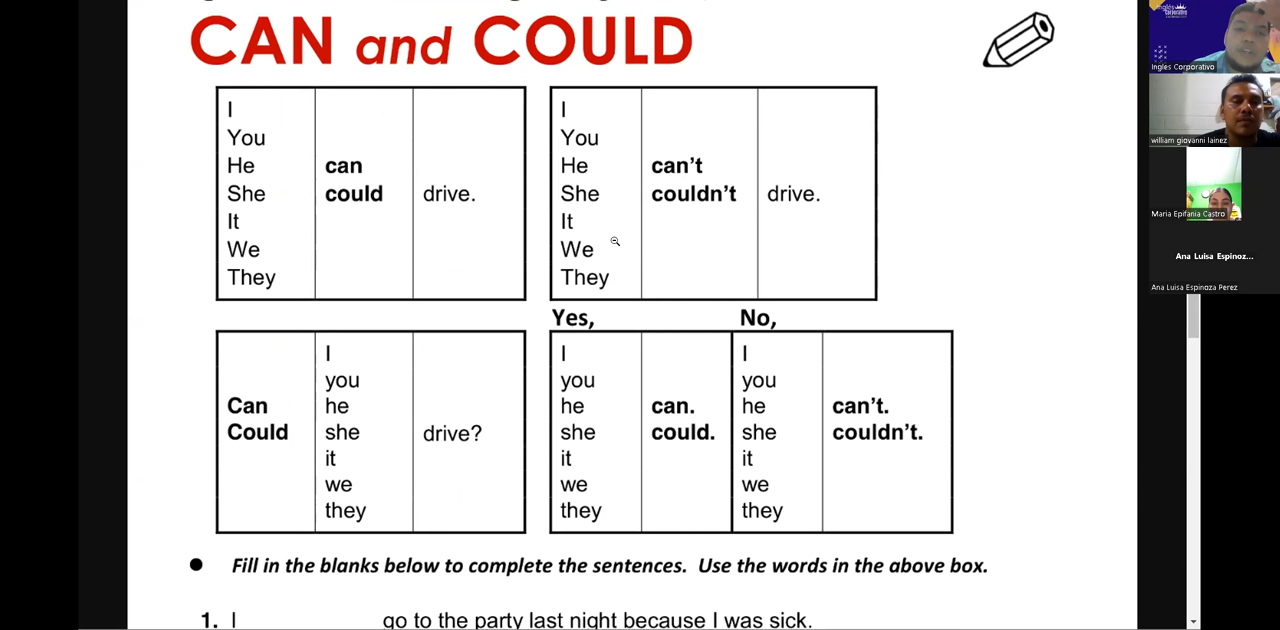 CAN and COULD
I
You
He
She
It
We
They
can
could
drive.
I
You
He
She
It
We
They
can't
couldn't
drive.
Can
Could
I
you
he
she
it
we
they
drive?
Yes,
No,
I
you
he
she
it
we
they
can.
could.
I
you
he
she
it
we
they
can't.
couldn't.
● Fill in the blanks below to complete the sentences. Use the words in the above box.
1. I go to the party last night because I was sick.
Inglés Corporativo
william giovanni lainez
Maria Epifania Castro
Ana Luisa Espinoz...
Ana Luisa Espinoza Perez